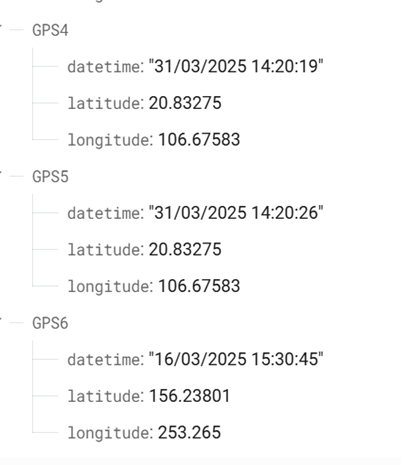 GPS4
datetime: "31/03/2025 14:20:19"
latitude: 20.83275
longitude: 106.67583
GPS5
datetime: "31/03/2025 14:20:26"
latitude: 20.83275
longitude: 106.67583
GPS6
datetime: "16/03/2025 15:30:45"
latitude: 156.23801
longitude: 253.265